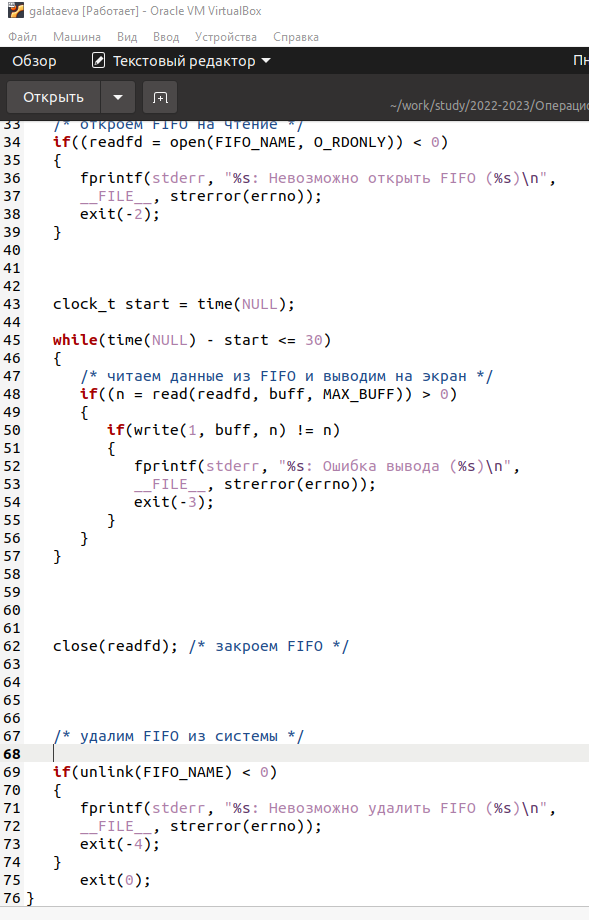 galataeva [Работает] - Oracle VM VirtualBox
Файл Машина Вид Ввод Устройства Справка
Обзор Текстовый редактор Пн
Открыть ~/work/study/2022-2023/Операцио
33 /* откроем FIFO на чтение */
34 if((readfd = open(FIFO_NAME, O_RDONLY)) < 0)
35 {
36 fprintf(stderr, "%s: Невозможно открыть FIFO (%s)\n",
37 __FILE__, strerror(errno));
38 exit(-2);
39 }
40
41
42
43 clock_t start = time(NULL);
44
45 while(time(NULL) - start <= 30)
46 {
47 /* читаем данные из FIFO и выводим на экран */
48 if((n = read(readfd, buff, MAX_BUFF)) > 0)
49 {
50 if(write(1, buff, n) != n)
51 {
52 fprintf(stderr, "%s: Ошибка вывода (%s)\n",
53 __FILE__, strerror(errno));
54 exit(-3);
55 }
56 }
57 }
58
59
60
61
62 close(readfd); /* закроем FIFO */
63
64
65
66
67 /* удалим FIFO из системы */
68
69 if(unlink(FIFO_NAME) < 0)
70 {
71 fprintf(stderr, "%s: Невозможно удалить FIFO (%s)\n",
72 __FILE__, strerror(errno));
73 exit(-4);
74 }
75 exit(0);
76 }